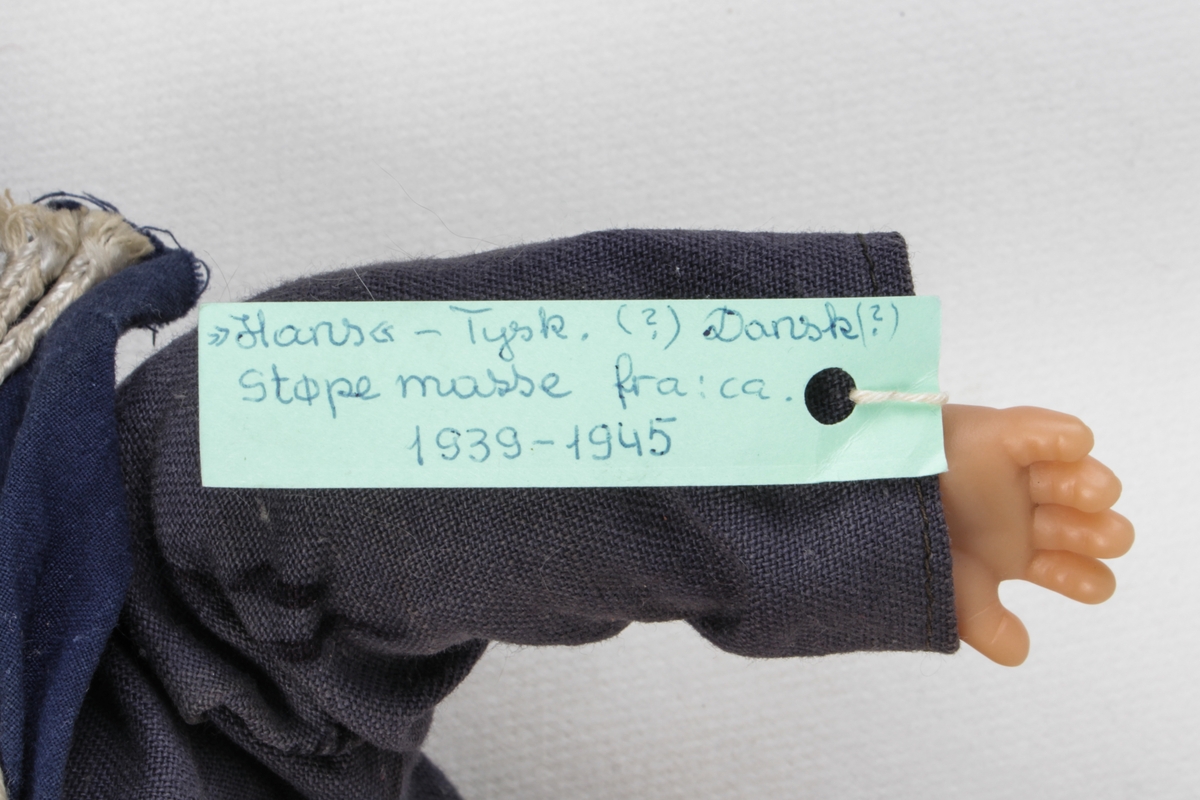 »Hans« – Tysk. (?) Dansk(?)
Støpe masse fra: ca.
1939–1945